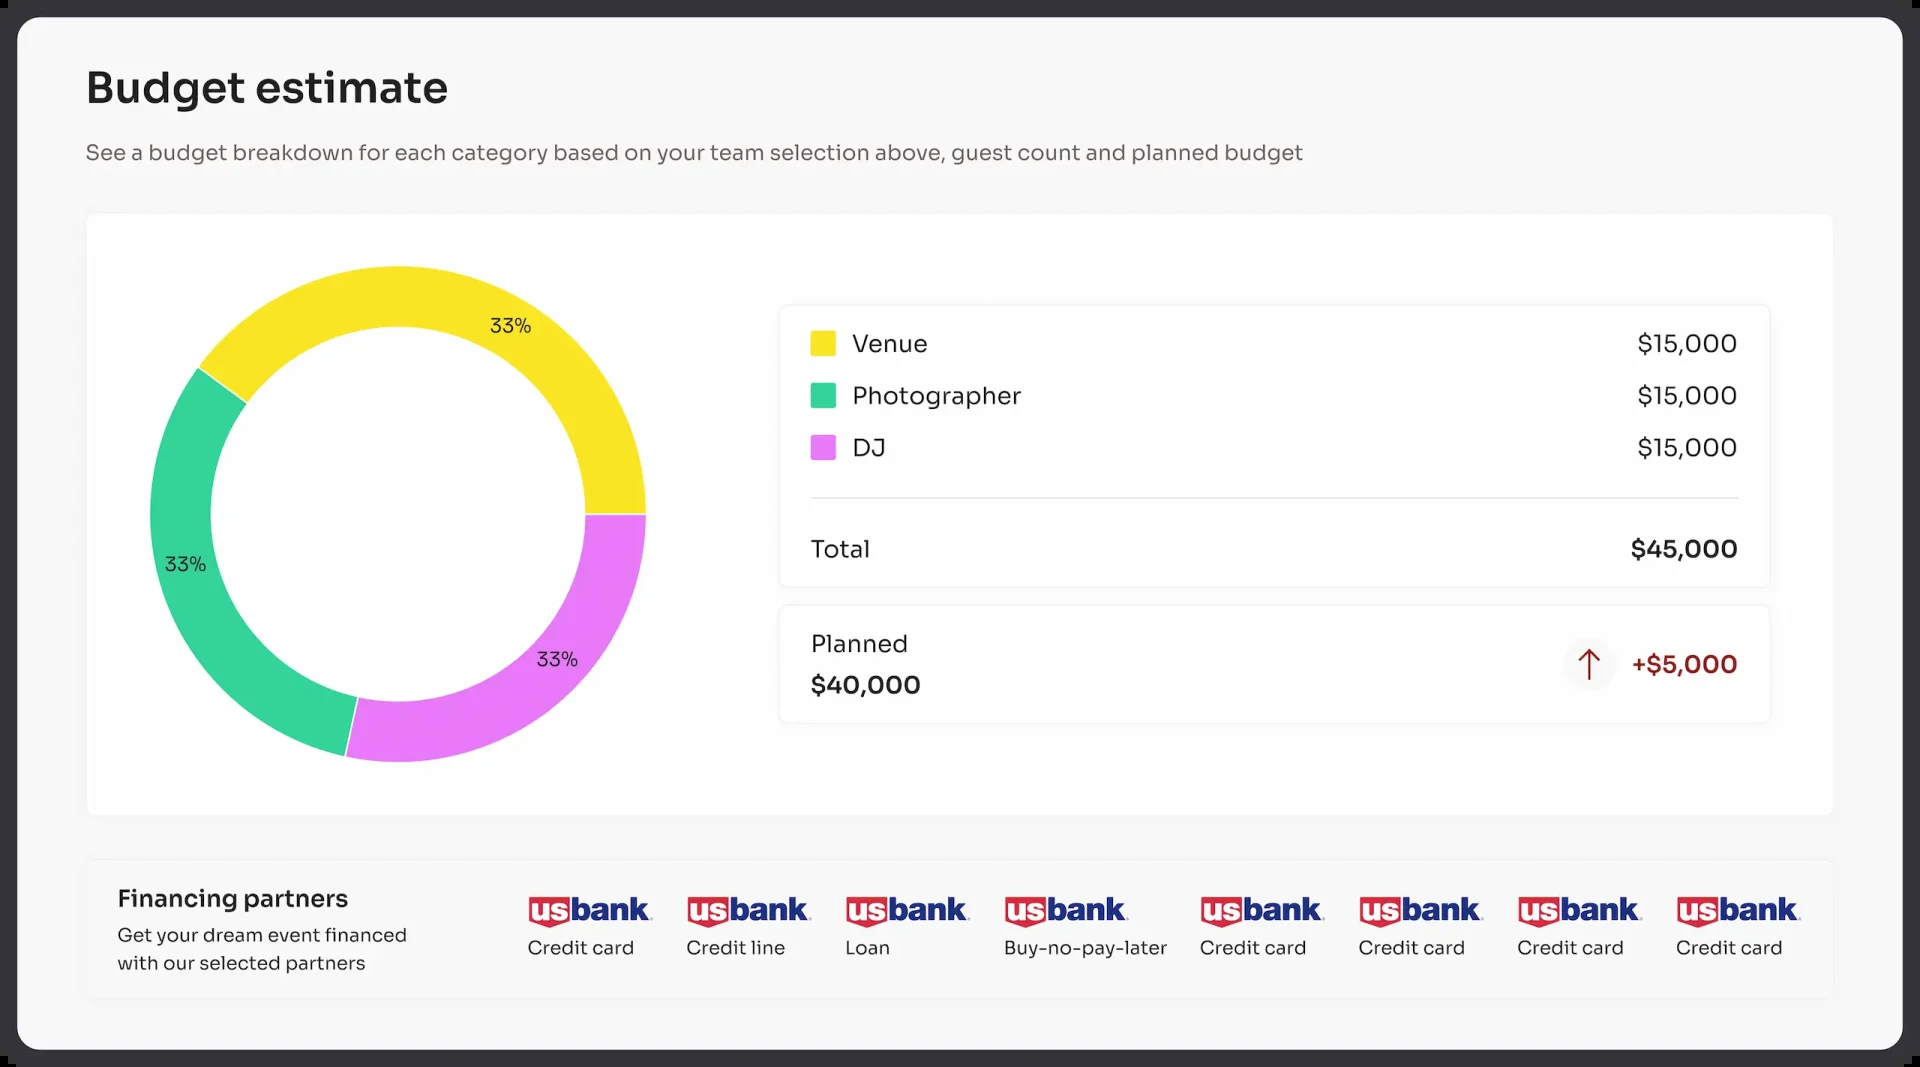 Budget estimate
See a budget breakdown for each category based on your team selection above, guest count and planned budget
33%
33%
33%
Venue $15,000
Photographer $15,000
DJ $15,000
Total $45,000
Planned
$40,000
+$5,000
Financing partners
Get your dream event financed
with our selected partners
usbank.
Credit card
usbank.
Credit line
usbank.
Loan
usbank.
Buy-no-pay-later
usbank.
Credit card
usbank.
Credit card
usbank.
Credit card
usbank.
Credit card